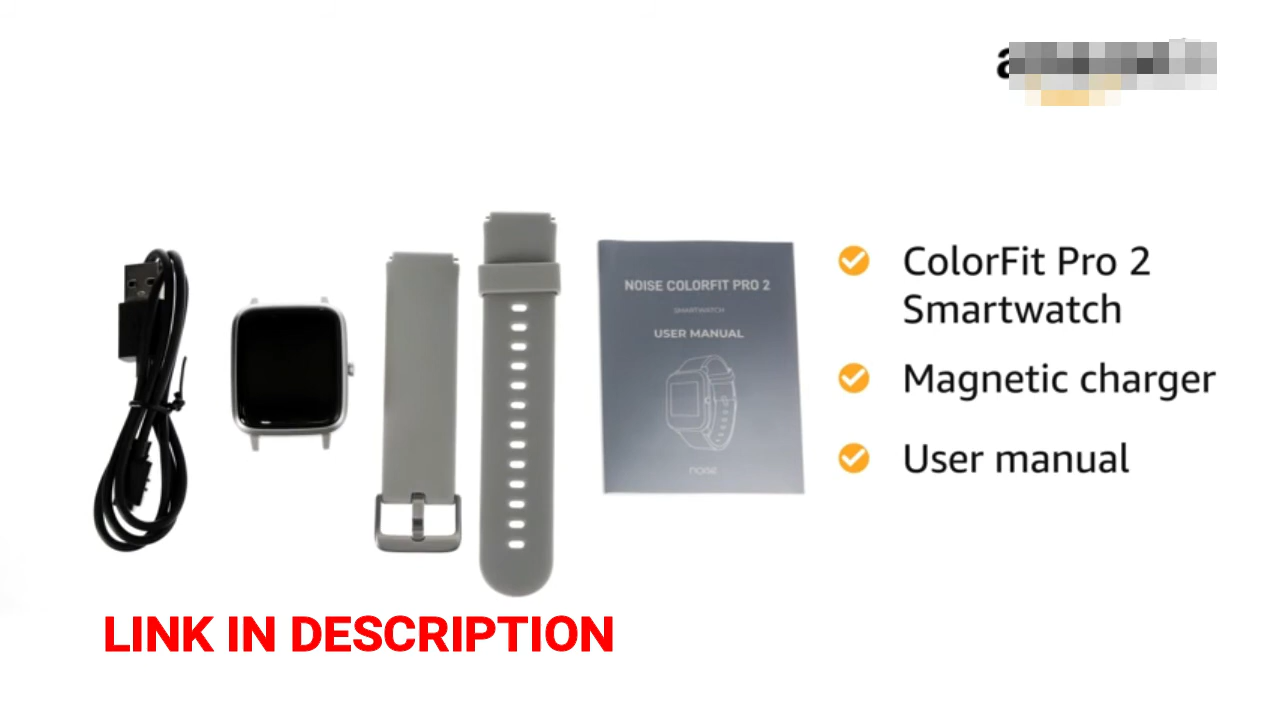 NOISE COLORFIT PRO 2
SMARTWATCH
USER MANUAL
noise
ColorFit Pro 2
Smartwatch
Magnetic charger
User manual
LINK IN DESCRIPTION